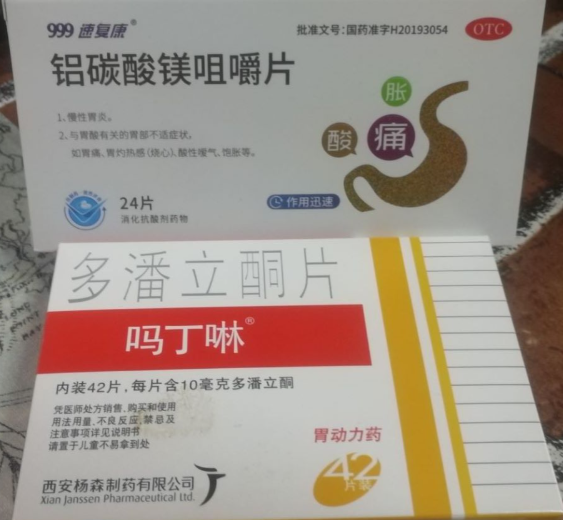 999 速复康®
批准文号:国药准字H20193054
OTC
铝碳酸镁咀嚼片
1、慢性胃炎。
2、与胃酸有关的胃部不适症状。
如胃痛、胃灼热感(烧心)、酸性嗳气、饱胀等。
胀
酸
痛
24片
消化抗酸剂药物
作用迅速
多潘立酮片
吗丁啉®
内装42片,每片含10毫克多潘立酮
凭医师处方销售、购买和使用
用法用量、不良反应、禁忌及
注意事项详见说明书
请置于儿童不易拿到处
胃动力药
42
片装
西安杨森制药有限公司
Xian Janssen Pharmaceutical Ltd.